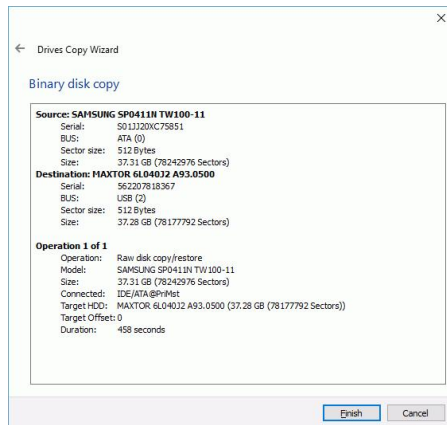 Drives Copy Wizard
Binary disk copy
Source: SAMSUNG SP0411N TW100-11
Serial: S01JJ20XC75851
BUS: ATA (0)
Sector size: 512 Bytes
Size: 37.31 GB (78242976 Sectors)
Destination: MAXTOR 6L040J2 A93.0500
Serial: 562207818367
BUS: USB (2)
Sector size: 512 Bytes
Size: 37.28 GB (78177792 Sectors)
Operation 1 of 1
Operation: Raw disk copy/restore
Model: SAMSUNG SP0411N TW100-11
Size: 37.31 GB (78242976 Sectors)
Connected: IDE/ATA@PriMst
Target HDD: MAXTOR 6L040J2 A93.0500 (37.28 GB (78177792 Sectors))
Target Offset: 0
Duration: 458 seconds
Finish Cancel